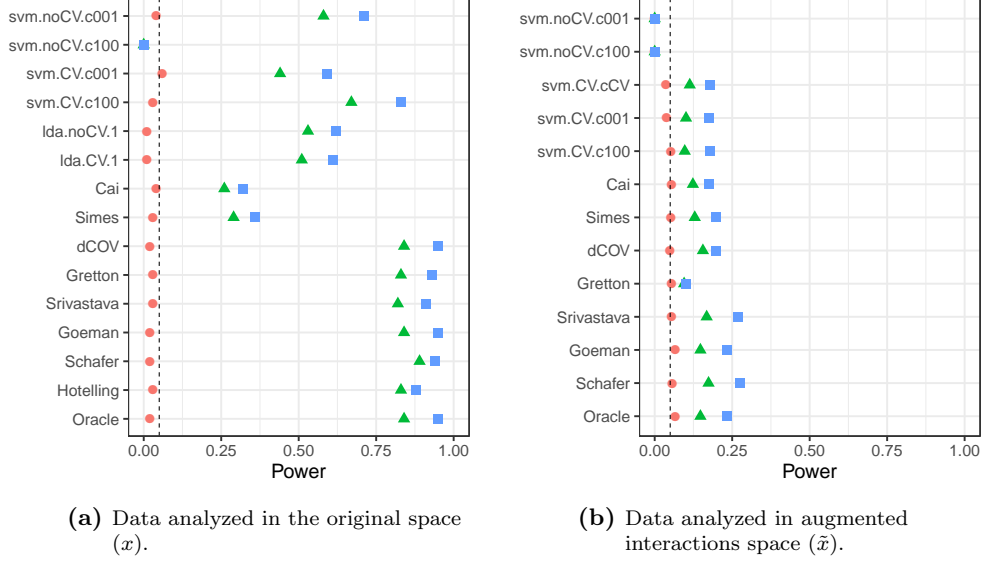 svm.noCV.c001
svm.noCV.c100
svm.CV.c001
svm.CV.c100
lda.noCV.1
lda.CV.1
Cai
Simes
dCOV
Gretton
Srivastava
Goeman
Schafer
Hotelling
Oracle
0.00 0.25 0.50 0.75 1.00
Power
(a) Data analyzed in the original space
(x).
svm.noCV.c001
svm.noCV.c100
svm.CV.cCV
svm.CV.c001
svm.CV.c100
Cai
Simes
dCOV
Gretton
Srivastava
Goeman
Schafer
Oracle
0.00 0.25 0.50 0.75 1.00
Power
(b) Data analyzed in augmented
interactions space (x̃).